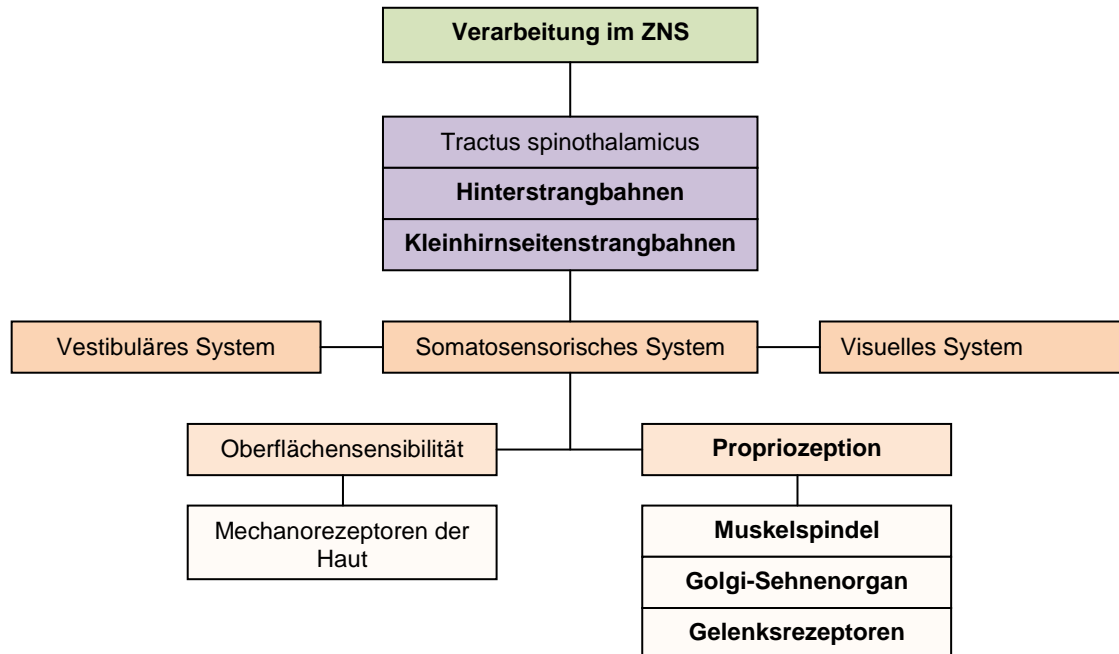 Verarbeitung im ZNS
Tractus spinothalamicus
Hinterstrangbahnen
Kleinhirnseitenstrangbahnen
Vestibuläres System
Somatosensorisches System
Visuelles System
Oberflächensensibilität
Propriozeption
Mechanorezeptoren der
Haut
Muskelspindel
Golgi-Sehnenorgan
Gelenksrezeptoren